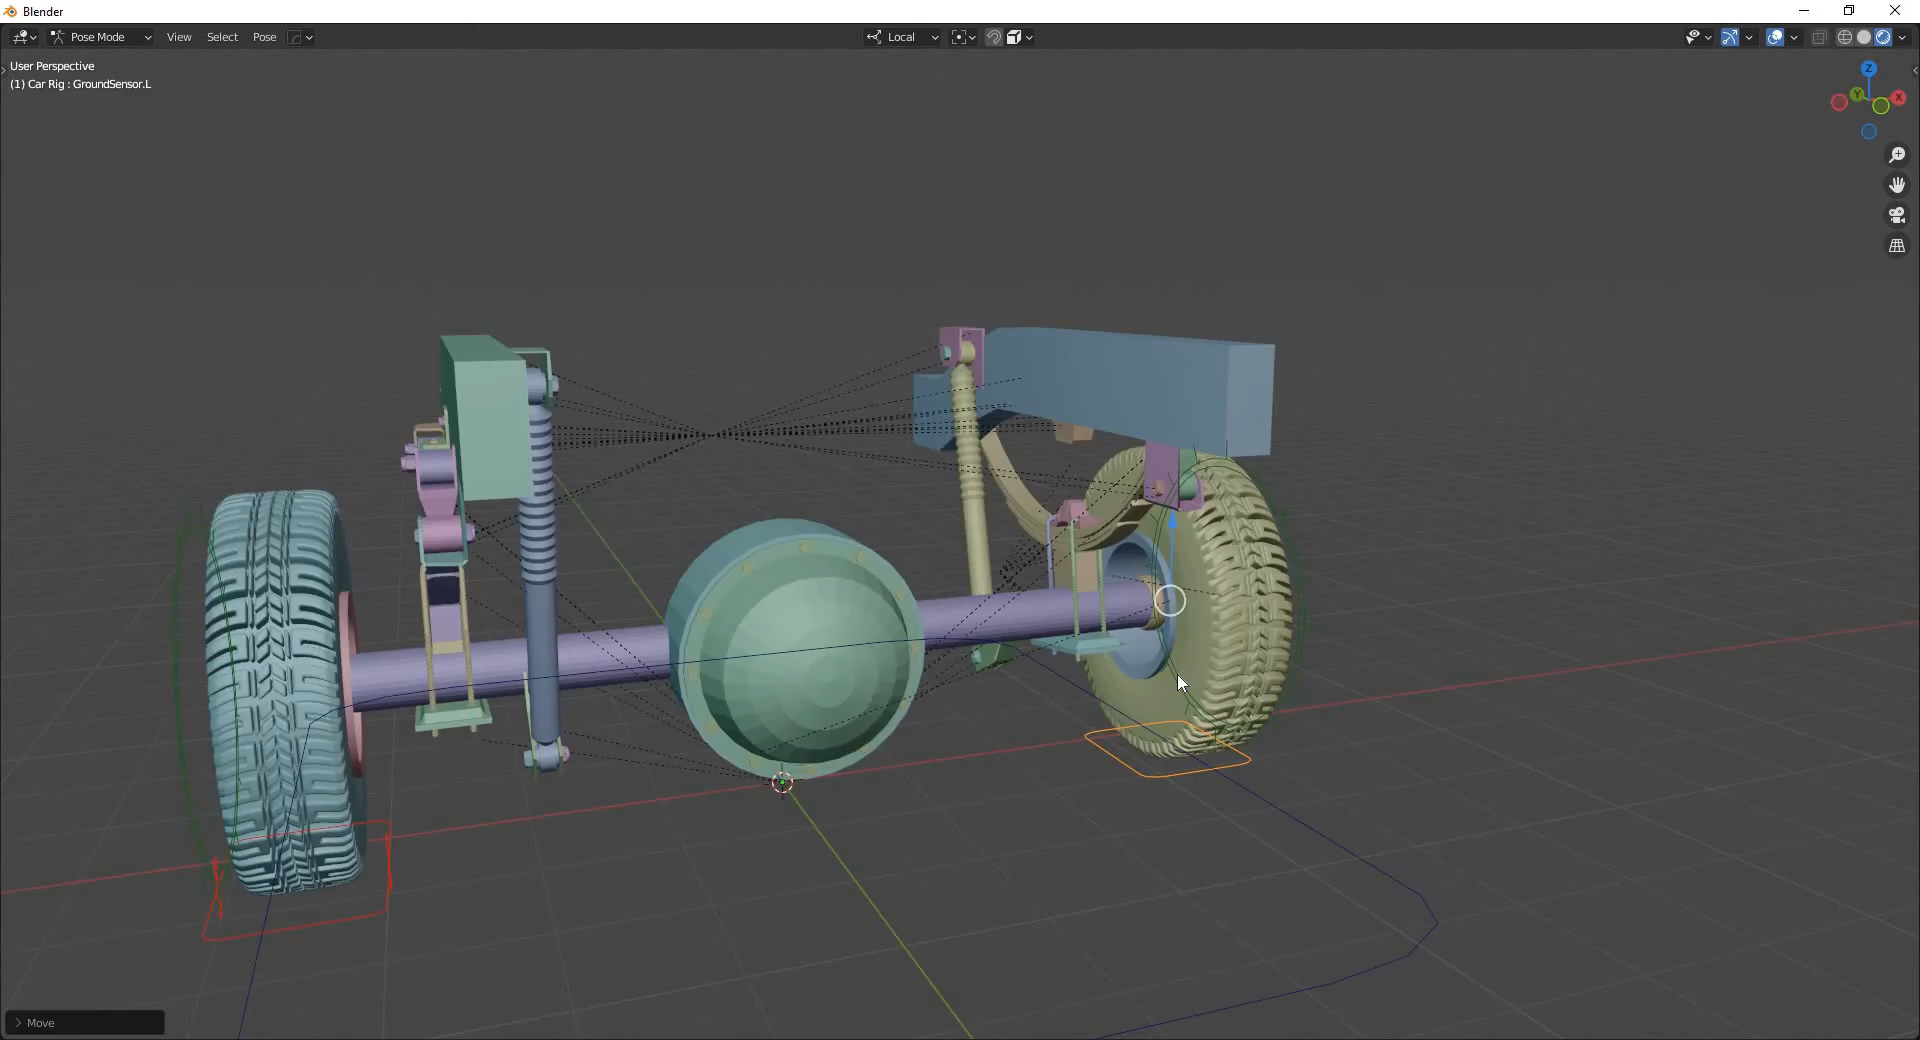 Blender
Pose Mode View Select Pose Local
User Perspective
(1) Car Rig : GroundSensor.L
Z
Y X
Move